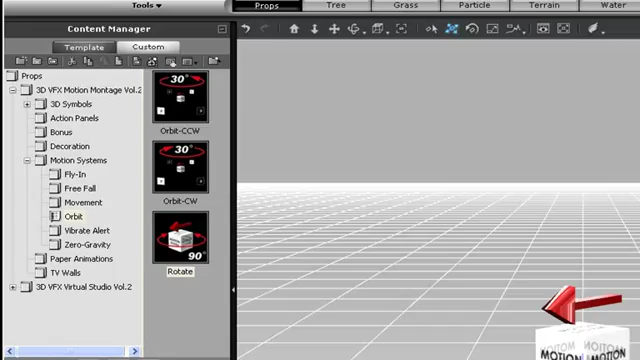 Tools
Props
Tree
Grass
Particle
Terrain
Water
Content Manager
Template
Custom
Props
3D VFX Motion Montage Vol.2
3D Symbols
Action Panels
Bonus
Decoration
Motion Systems
Fly-In
Free Fall
Movement
Orbit
Vibrate Alert
Zero-Gravity
Paper Animations
TV Walls
3D VFX Virtual Studio Vol.2
30°
Orbit-CCW
30°
Orbit-CW
90°
Rotate
MOTION
MOTION
MOTION